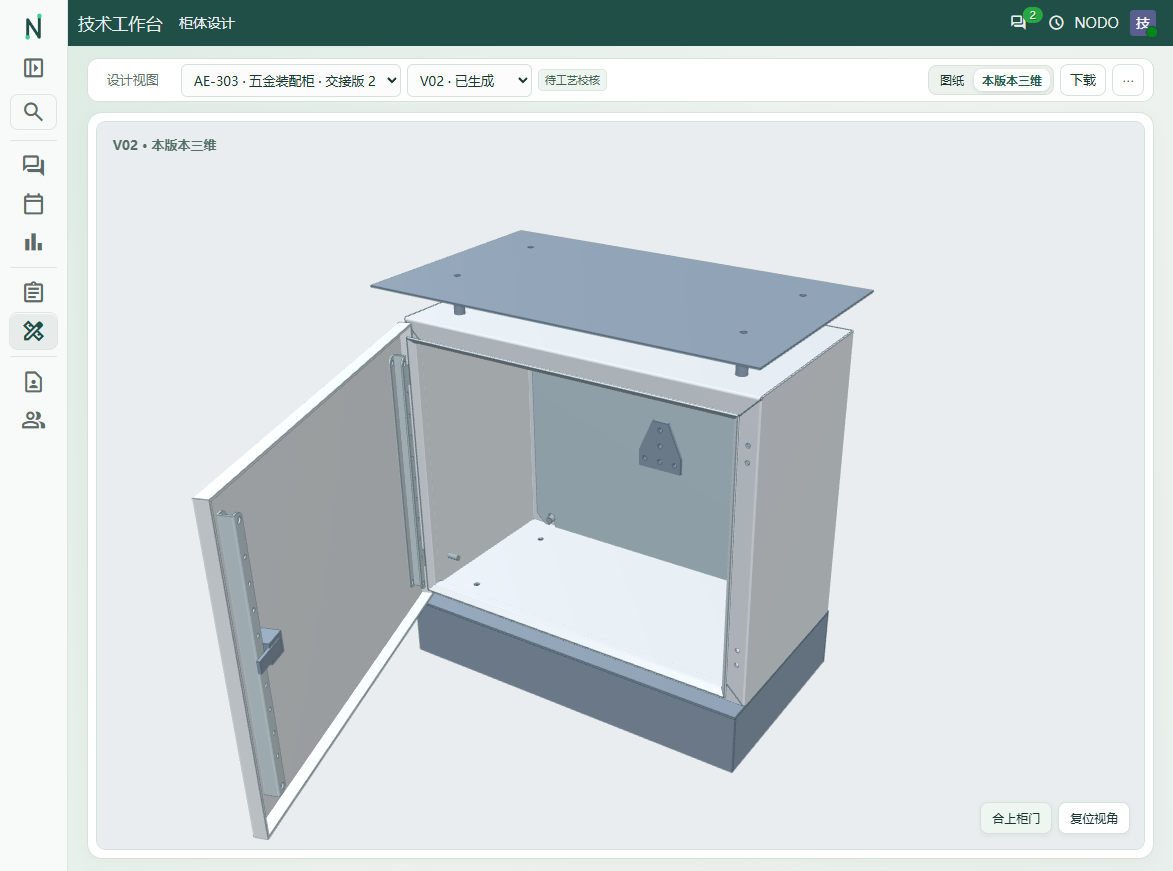 技术工作台 柜体设计 2 NODO 技
设计视图 AE-303 · 五金装配柜 · 交接版 2 V02 · 已生成 待工艺校核 图纸 本版本三维 下载 ...
V02 • 本版本三维
合上柜门 复位视角